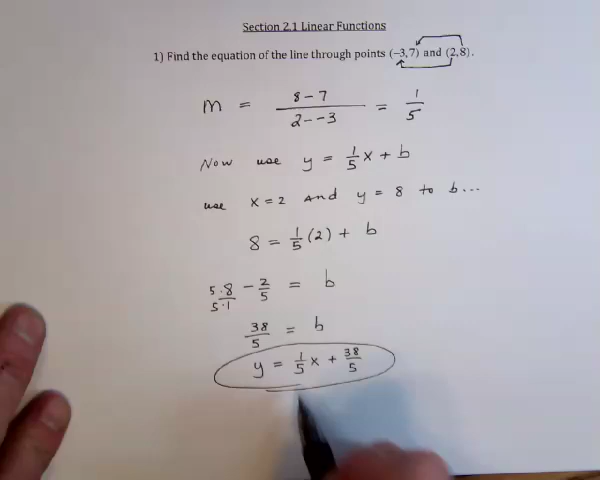 Section 2.1 Linear Functions
1) Find the equation of the line through points (−3,7) and (2,8).
m = 8-7 / 2--3 = 1/5
Now use y = 1/5 x + b
use x = 2 and y = 8 to b...
8 = 1/5 (2) + b
5·8 / 5·1 - 2/5 = b
38/5 = b
y = 1/5 x + 38/5